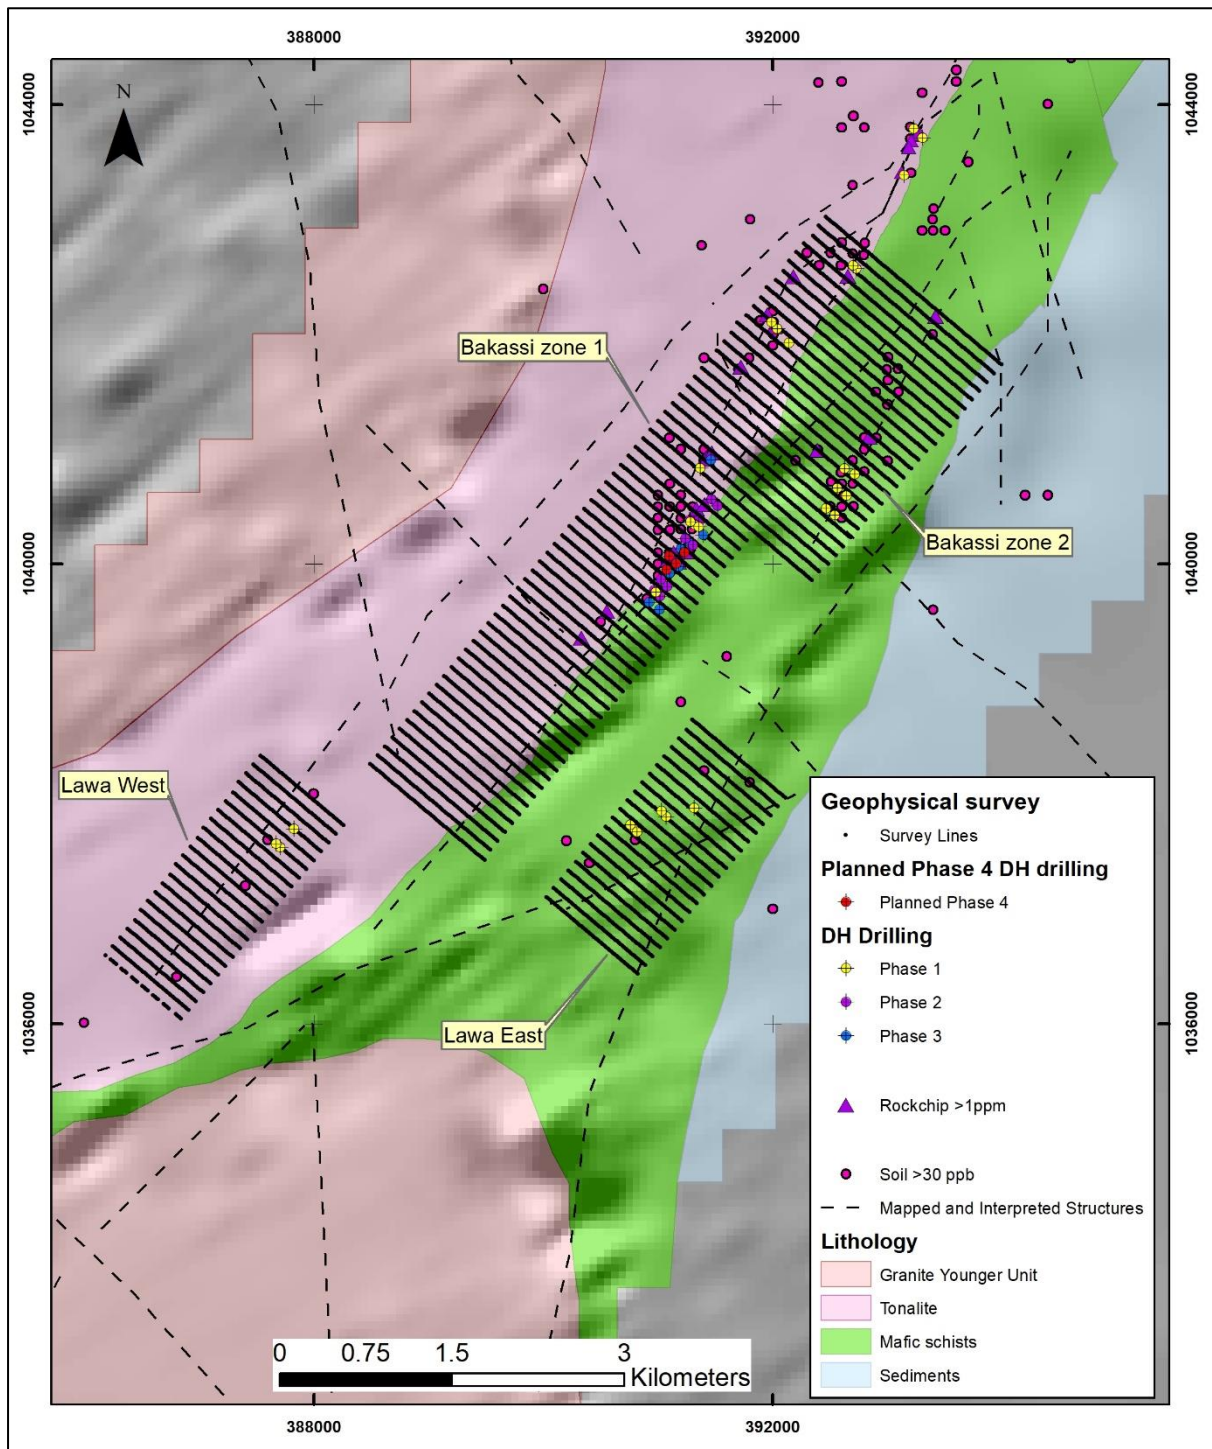 388000
392000
1044000
1044000
N
Bakassi zone 1
Bakassi zone 2
1040000
1040000
Lawa West
Lawa East
1036000
1036000
Geophysical survey
Survey Lines
Planned Phase 4 DH drilling
Planned Phase 4
DH Drilling
Phase 1
Phase 2
Phase 3
Rockchip >1ppm
Soil >30 ppb
Mapped and Interpreted Structures
Lithology
Granite Younger Unit
Tonalite
Mafic schists
Sediments
0 0.75 1.5 3
Kilometers
388000
392000